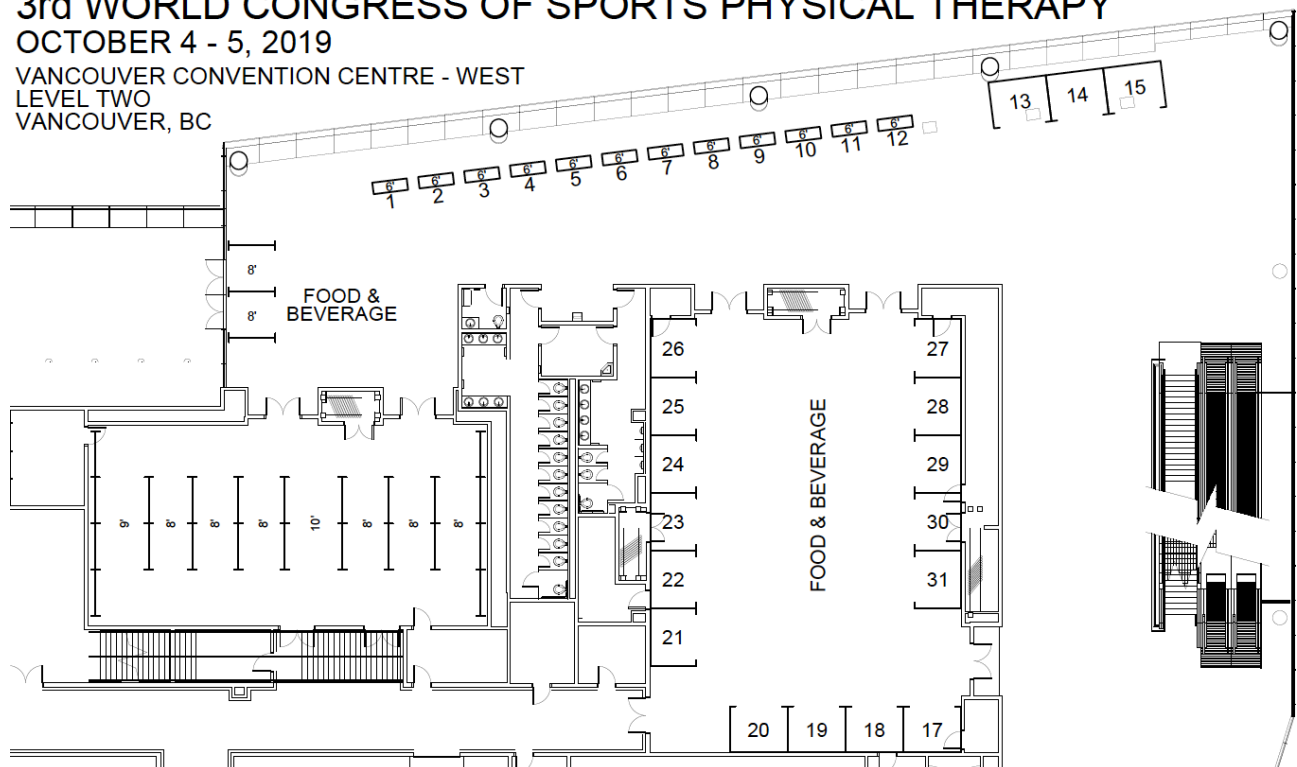 3rd WORLD CONGRESS OF SPORTS PHYSICAL THERAPY
OCTOBER 4 - 5, 2019
VANCOUVER CONVENTION CENTRE - WEST
LEVEL TWO
VANCOUVER, BC
13 14 15
6' 6' 6' 6' 6' 6' 6' 6' 6' 6' 6' 6'
1 2 3 4 5 6 7 8 9 10 11 12
8'
8'
FOOD &
BEVERAGE
26
25
24
23
22
21
FOOD & BEVERAGE
27
28
29
30
31
9' 8' 8' 8' 10' 8' 8' 8'
20 19 18 17